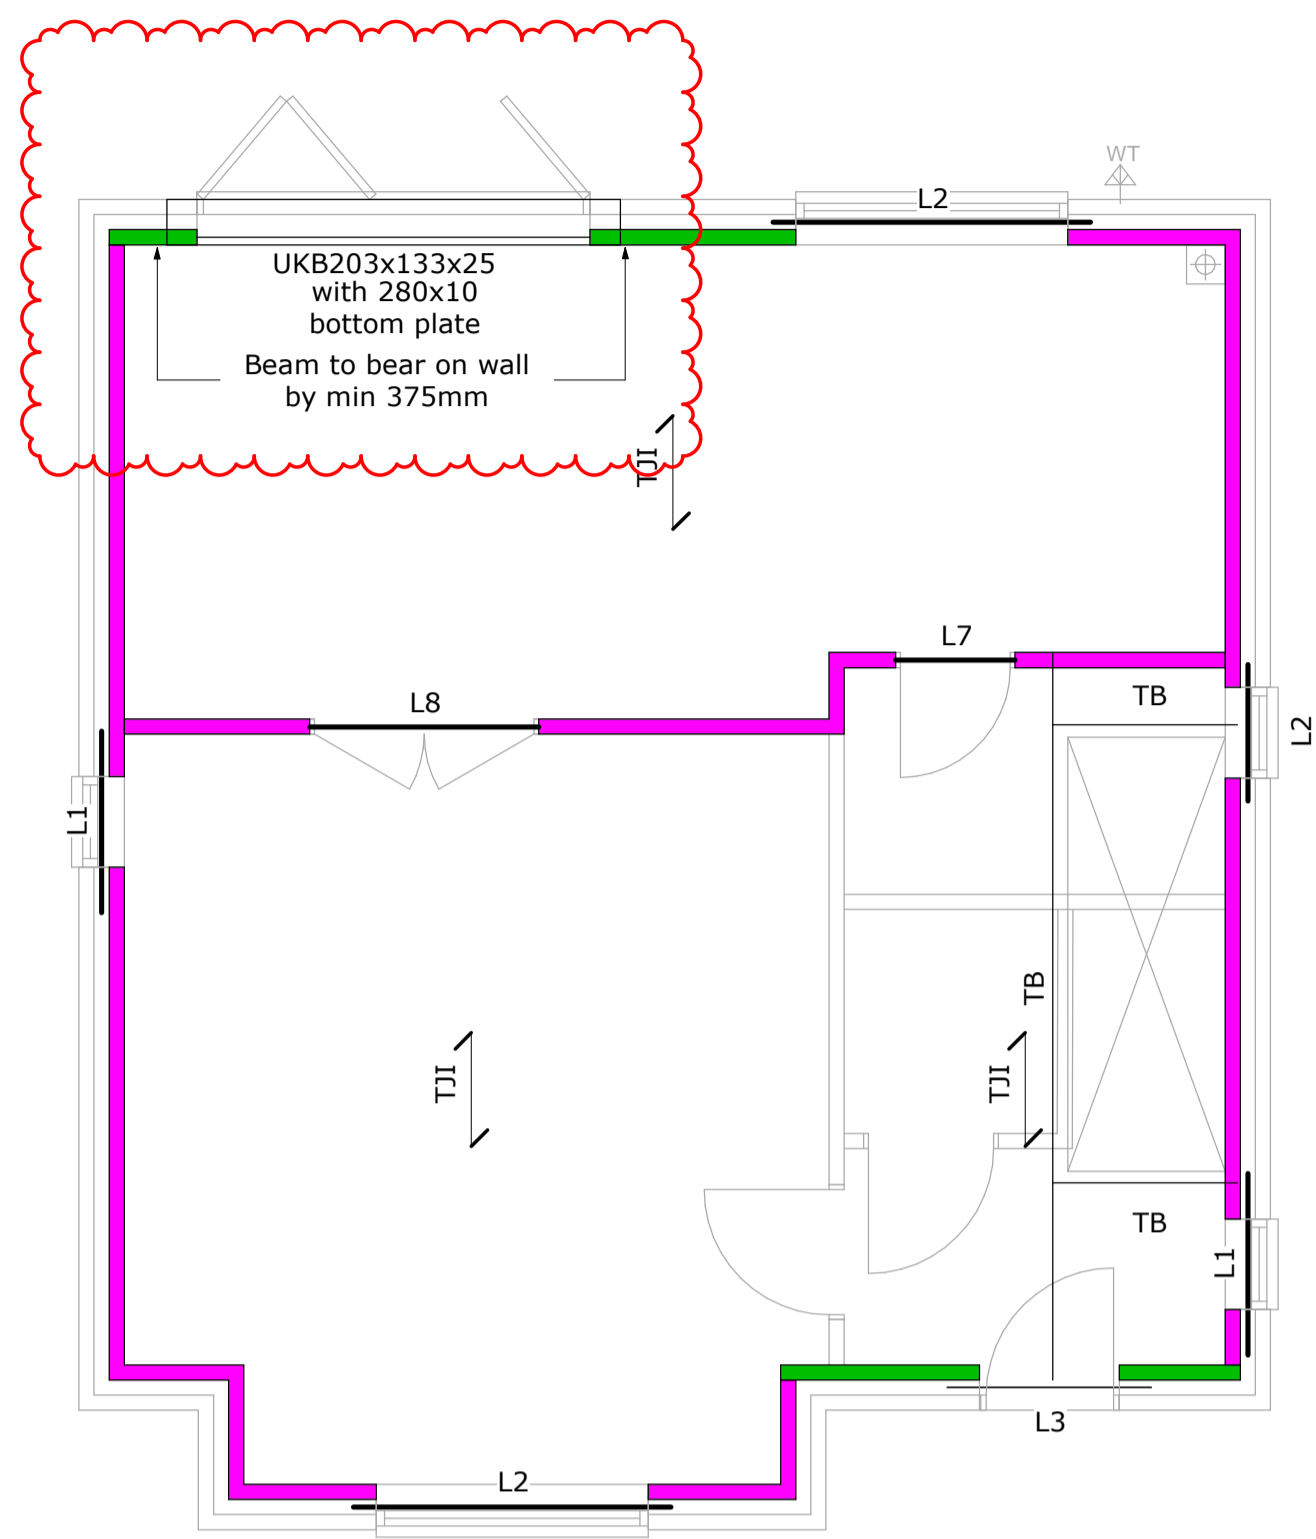 WT
L2
UKB203x133x25
with 280x10
bottom plate
Beam to bear on wall
by min 375mm
TJI
L7
L8
TB
L2
L1
TB
TJI
TJI
TB
L1
L3
L2